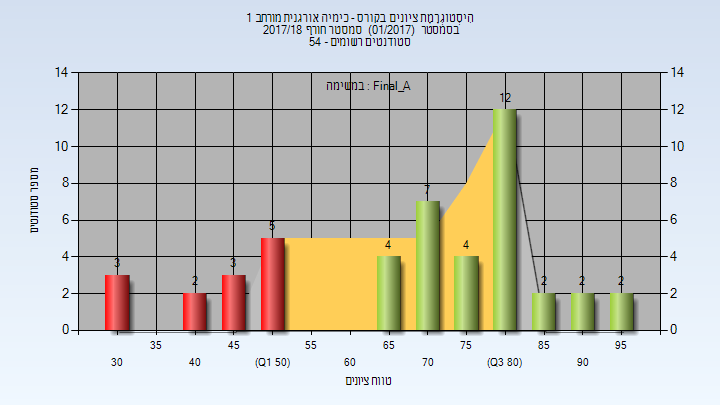 היסטוגרמת ציונים בקורס - כימיה אורגנית מורחב 1
בסמסטר (01/2017) סמסטר חורף 2017/18
סטודנטים רשומים - 54
במשימה : Final_A
מספר סטודנטים
14 14
12 12
10 10
8 8
6 6
4 4
2 2
0 0
3 2 3 5 4 7 4 12 2 2 2
35 45 55 65 75 85 95
30 40 (Q1 50) 60 70 (Q3 80) 90
טווח ציונים